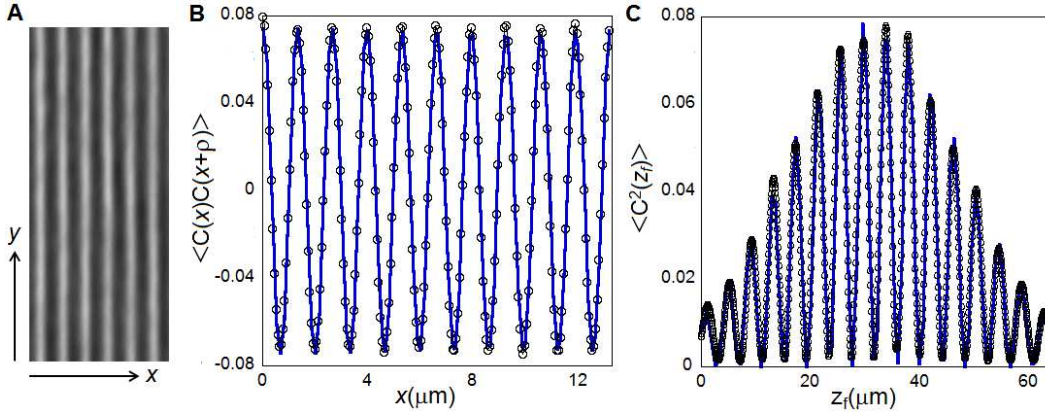 A
y
x
B
<C(x)C(x+ρ)>
0.08
0.04
0
-0.04
-0.08
0 4 8 12
x(μm)
C
<C²(z_f)>
0.08
0.06
0.04
0.02
0
0 20 40 60
z_f(μm)